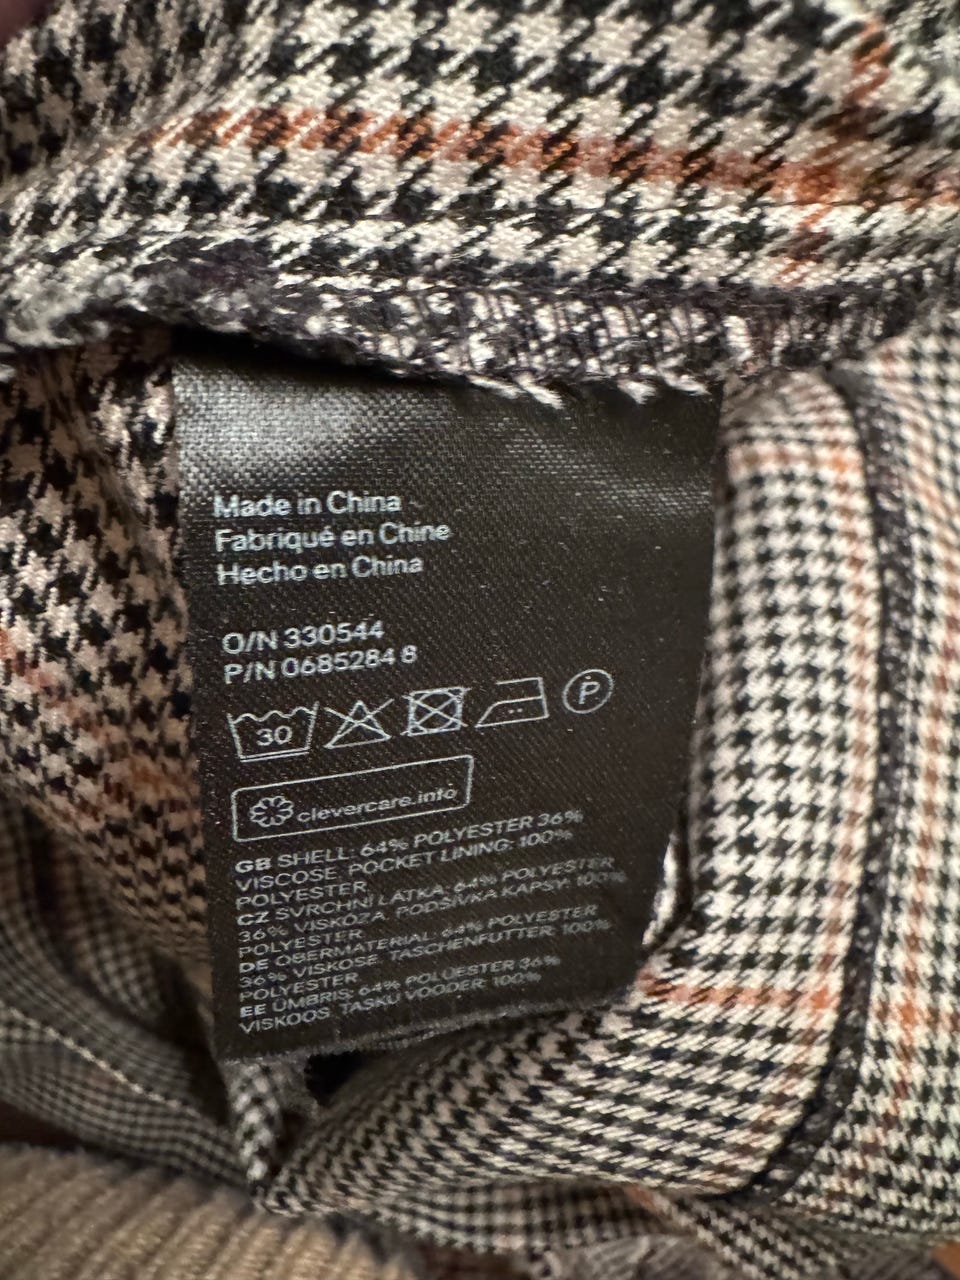 Made in China
Fabriqué en Chine
Hecho en China
O/N 330544
P/N 0685284 8
30 P
clevercare.info
GB SHELL: 64% POLYESTER 36%
VISCOSE. POCKET LINING: 100%
POLYESTER
CZ SVRCHNÍ LÁTKA: 64% POLYESTER
36% VISKÓZA. PODŠÍVKA KAPSY: 100%
POLYESTER
DE OBERMATERIAL: 64% POLYESTER
36% VISKOSE. TASCHENFUTTER: 100%
POLYESTER
EE ÜMBRIS: 64% POLÜESTER 36%
VISKOOS. TASKU VOODER: 100%